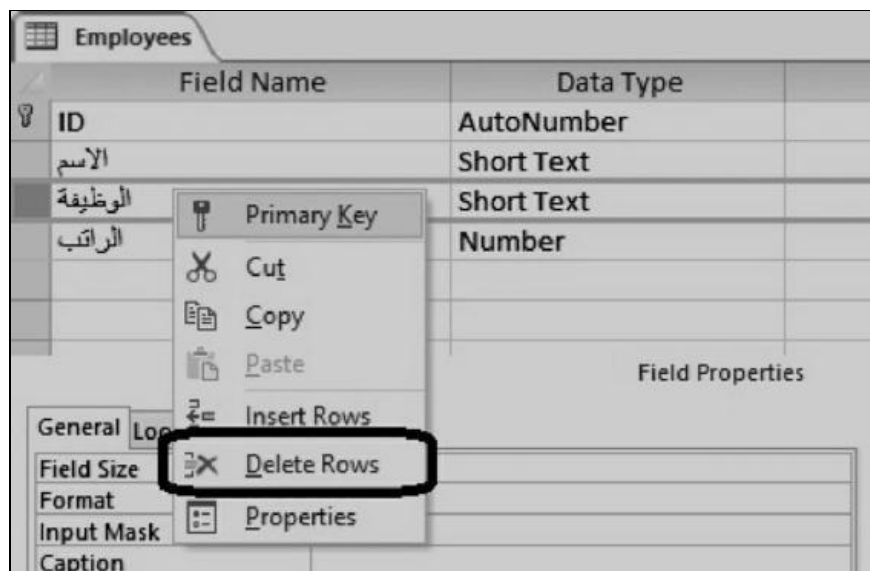 Employees
Field Name Data Type
ID AutoNumber
الاسم Short Text
الوظيفة Short Text
الراتب Number
Primary Key
Cut
Copy
Paste
Insert Rows
Delete Rows
Properties
Field Properties
General Loo
Field Size
Format
Input Mask
Caption